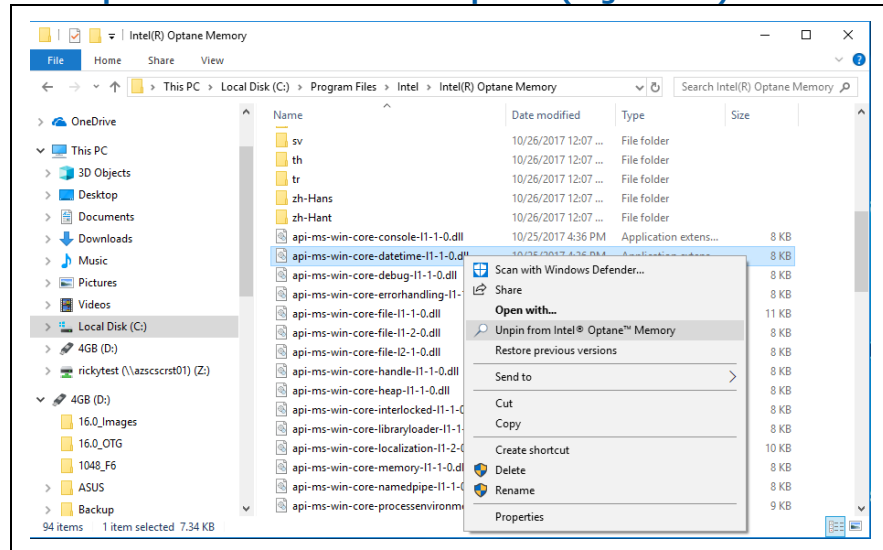 Intel(R) Optane Memory
File Home Share View
This PC > Local Disk (C:) > Program Files > Intel > Intel(R) Optane Memory
Search Intel(R) Optane Memory
OneDrive
This PC
3D Objects
Desktop
Documents
Downloads
Music
Pictures
Videos
Local Disk (C:)
4GB (D:)
rickytest (\\azscscrst01) (Z:)
4GB (D:)
16.0_Images
16.0_OTG
1048_F6
ASUS
Backup
Name Date modified Type Size
sv 10/26/2017 12:07 ... File folder
th 10/26/2017 12:07 ... File folder
tr 10/26/2017 12:07 ... File folder
zh-Hans 10/26/2017 12:07 ... File folder
zh-Hant 10/26/2017 12:07 ... File folder
api-ms-win-core-console-l1-1-0.dll 10/25/2017 4:36 PM Application extens... 8 KB
api-ms-win-core-datetime-l1-1-0.dll 10/25/2017 4:36 PM Application extens... 8 KB
api-ms-win-core-debug-l1-1-0.dll 8 KB
api-ms-win-core-errorhandling-l1- 8 KB
api-ms-win-core-file-l1-1-0.dll 11 KB
api-ms-win-core-file-l1-2-0.dll 8 KB
api-ms-win-core-file-l2-1-0.dll 8 KB
api-ms-win-core-handle-l1-1-0.dll 8 KB
api-ms-win-core-heap-l1-1-0.dll 8 KB
api-ms-win-core-interlocked-l1-1-0 8 KB
api-ms-win-core-libraryloader-l1-1- 8 KB
api-ms-win-core-localization-l1-2-0 10 KB
api-ms-win-core-memory-l1-1-0.dl 8 KB
api-ms-win-core-namedpipe-l1-1-0 8 KB
api-ms-win-core-processenvironme 9 KB
Scan with Windows Defender...
Share
Open with...
Unpin from Intel® Optane™ Memory
Restore previous versions
Send to
Cut
Copy
Create shortcut
Delete
Rename
Properties
94 items 1 item selected 7.34 KB